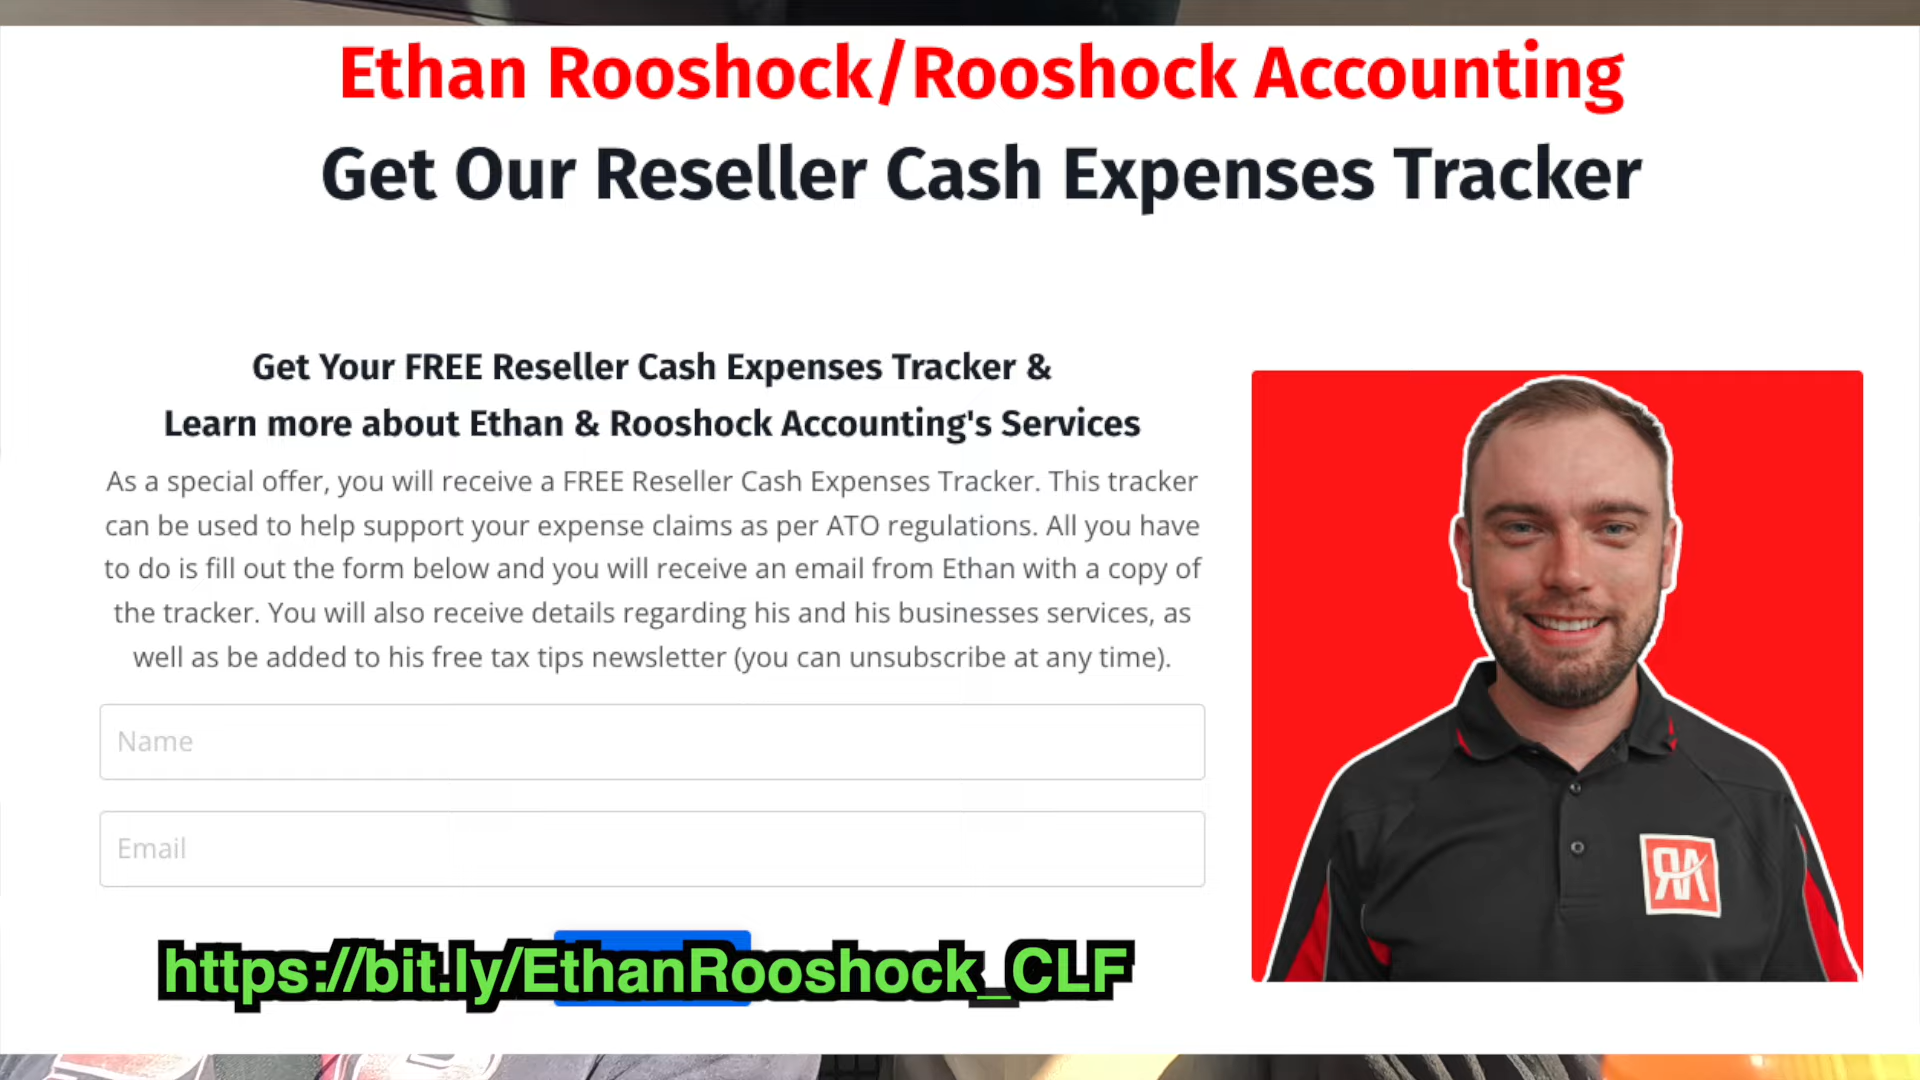 Ethan Rooshock/Rooshock Accounting
Get Our Reseller Cash Expenses Tracker
Get Your FREE Reseller Cash Expenses Tracker &
Learn more about Ethan & Rooshock Accounting's Services
As a special offer, you will receive a FREE Reseller Cash Expenses Tracker. This tracker
can be used to help support your expense claims as per ATO regulations. All you have
to do is fill out the form below and you will receive an email from Ethan with a copy of
the tracker. You will also receive details regarding his and his businesses services, as
well as be added to his free tax tips newsletter (you can unsubscribe at any time).
Name
Email
https://bit.ly/EthanRooshock_CLF
RA